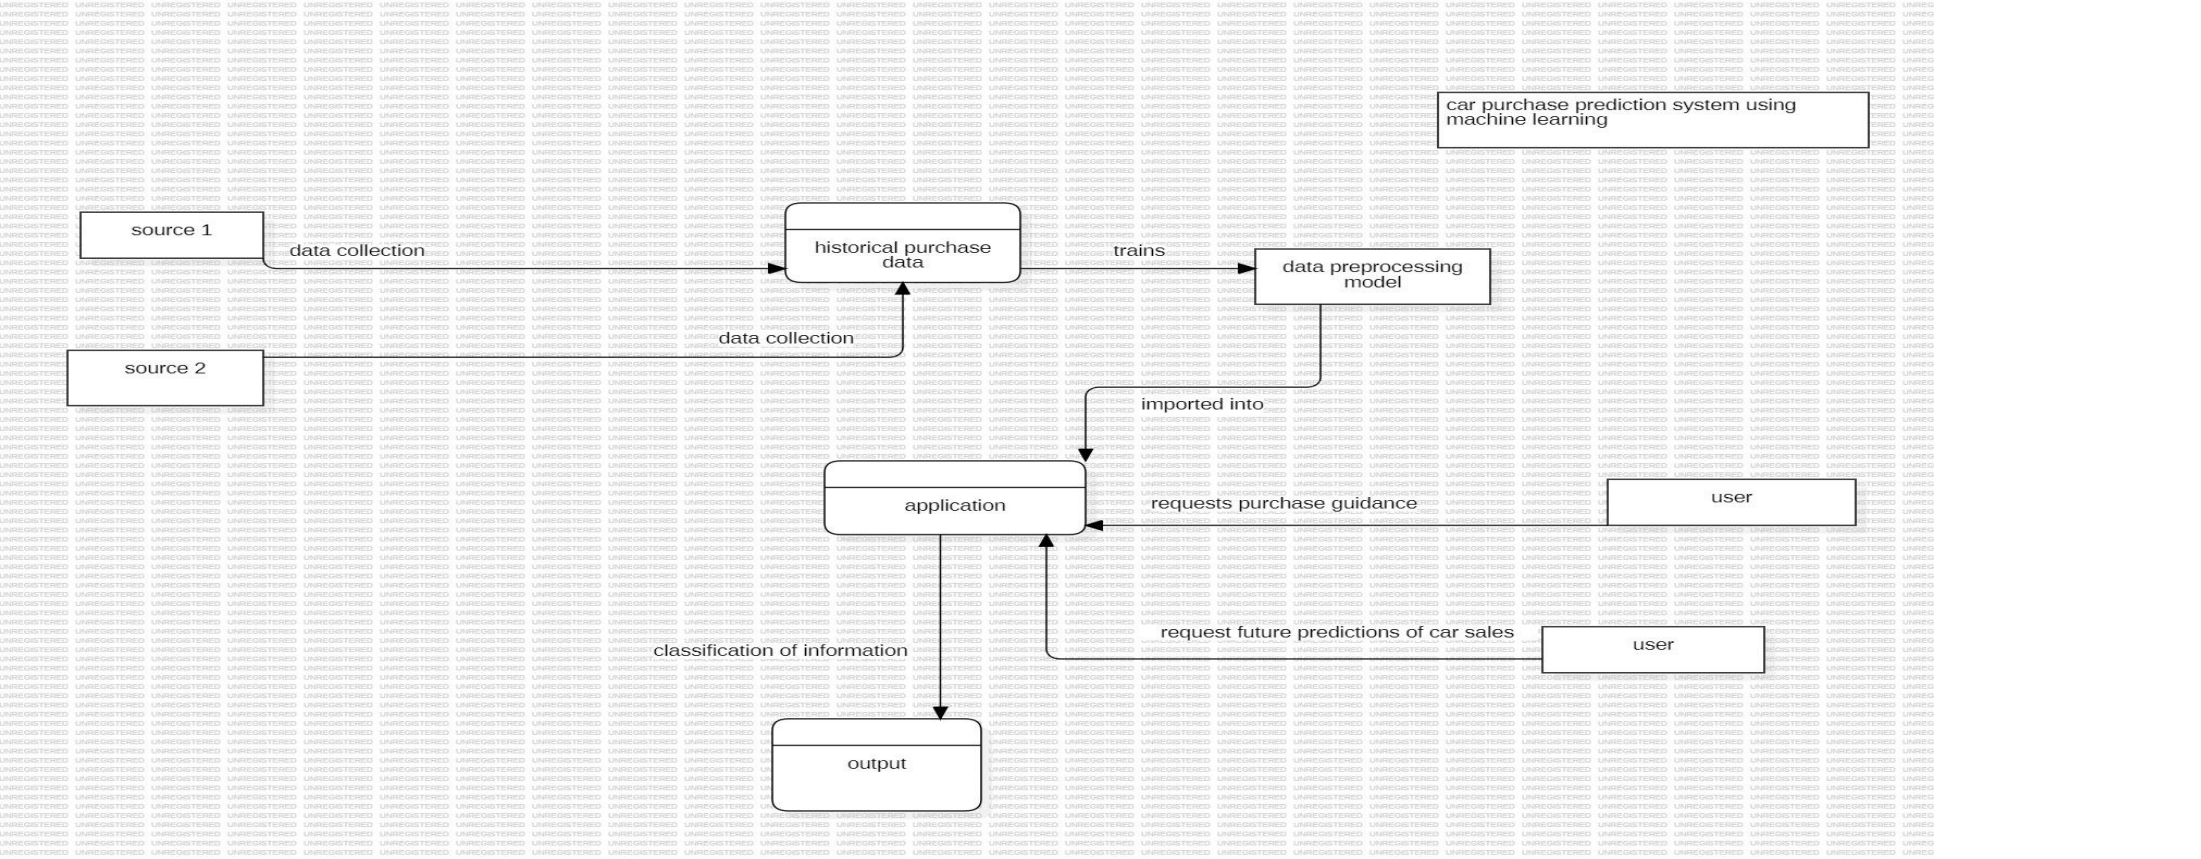 car purchase prediction system using
machine learning
source 1
data collection
historical purchase
data
trains
data preprocessing
model
data collection
source 2
imported into
application
requests purchase guidance
user
request future predictions of car sales
user
classification of information
output
UNREGISTERED